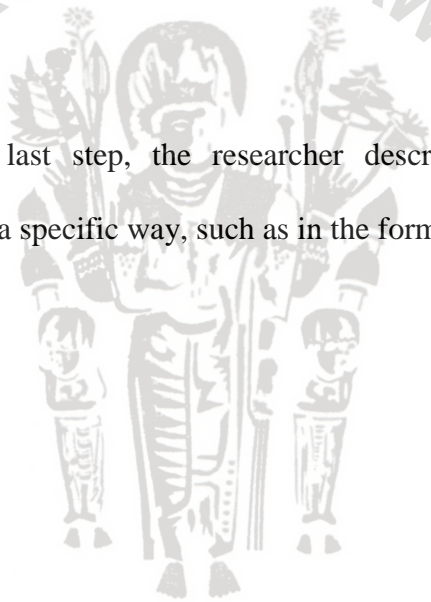 last step, the researcher descr
a specific way, such as in the form